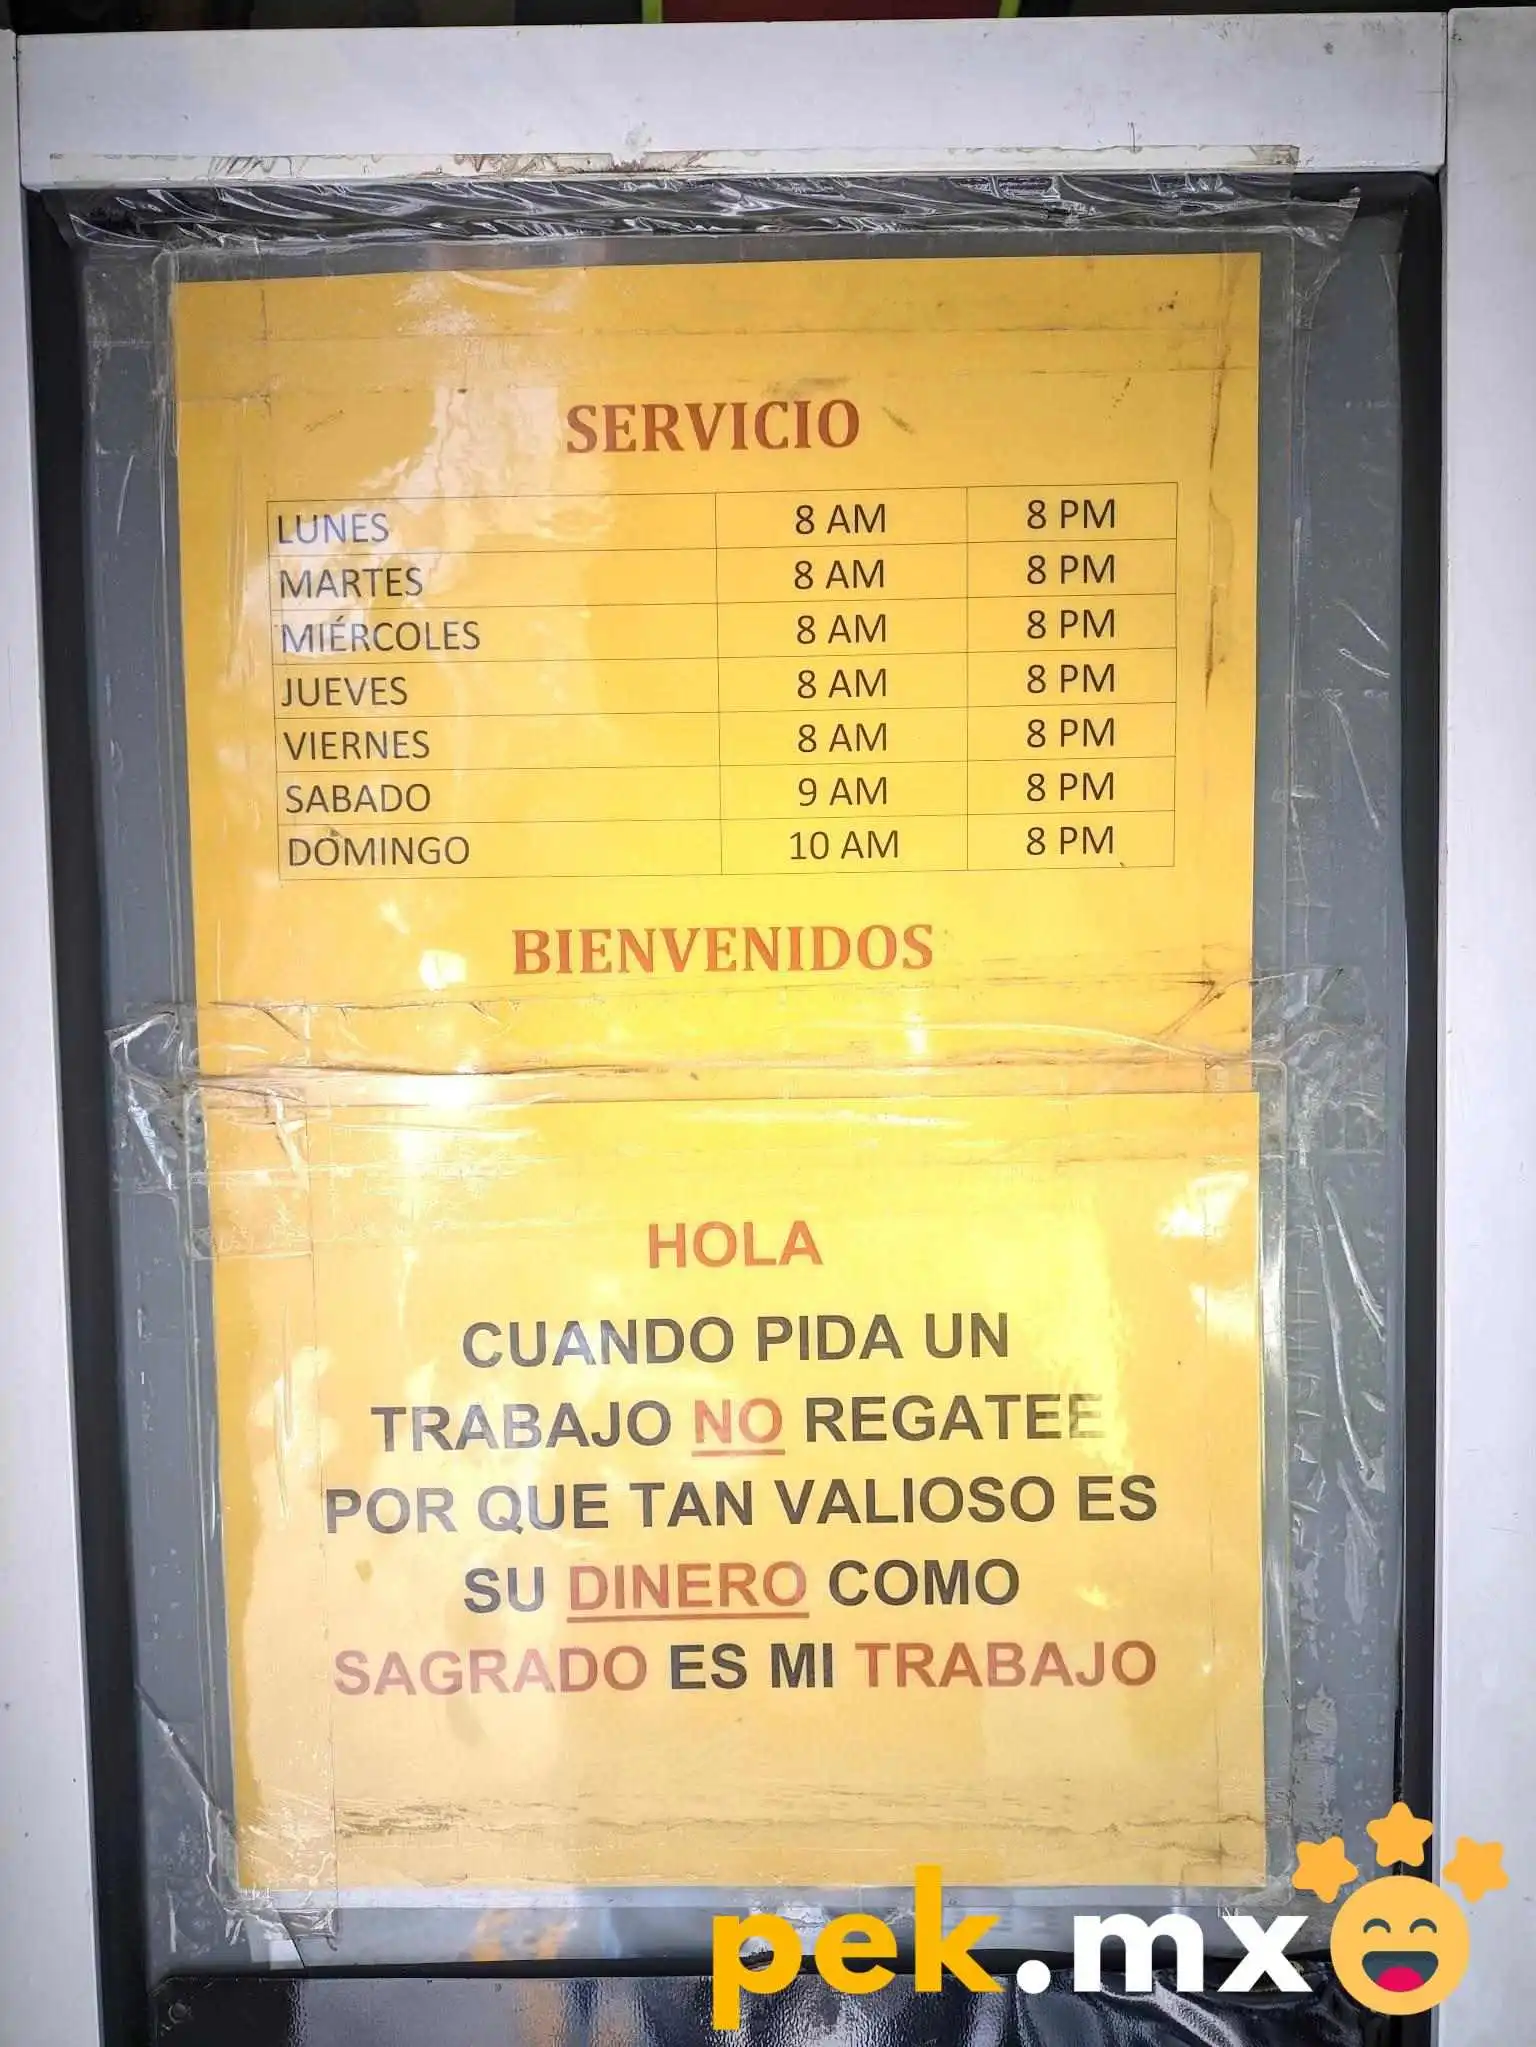 SERVICIO
LUNES 8 AM 8 PM
MARTES 8 AM 8 PM
MIÉRCOLES 8 AM 8 PM
JUEVES 8 AM 8 PM
VIERNES 8 AM 8 PM
SABADO 9 AM 8 PM
DOMINGO 10 AM 8 PM
BIENVENIDOS
HOLA
CUANDO PIDA UN
TRABAJO NO REGATEE
POR QUE TAN VALIOSO ES
SU DINERO COMO
SAGRADO ES MI TRABAJO
pek.mx